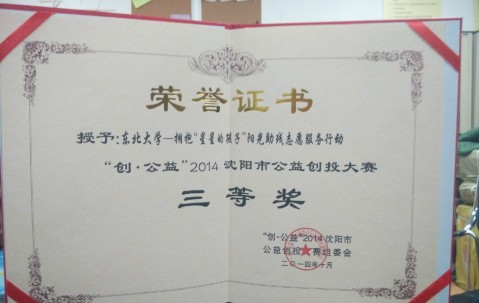 荣誉证书
授予:东北大学—拥抱“星星的孩子”阳光助残志愿服务行动
“创·公益”2014沈阳市公益创投大赛
三等奖
“创·公益”2014沈阳市
公益创投大赛组委会
二〇一四年十月